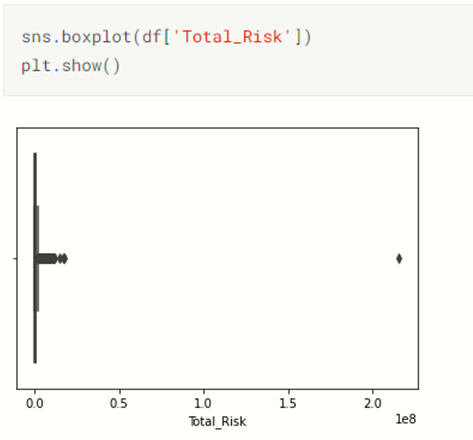 sns.boxplot(df['Total_Risk'])
plt.show()
0.0 0.5 1.0 1.5 2.0
1e8
Total_Risk